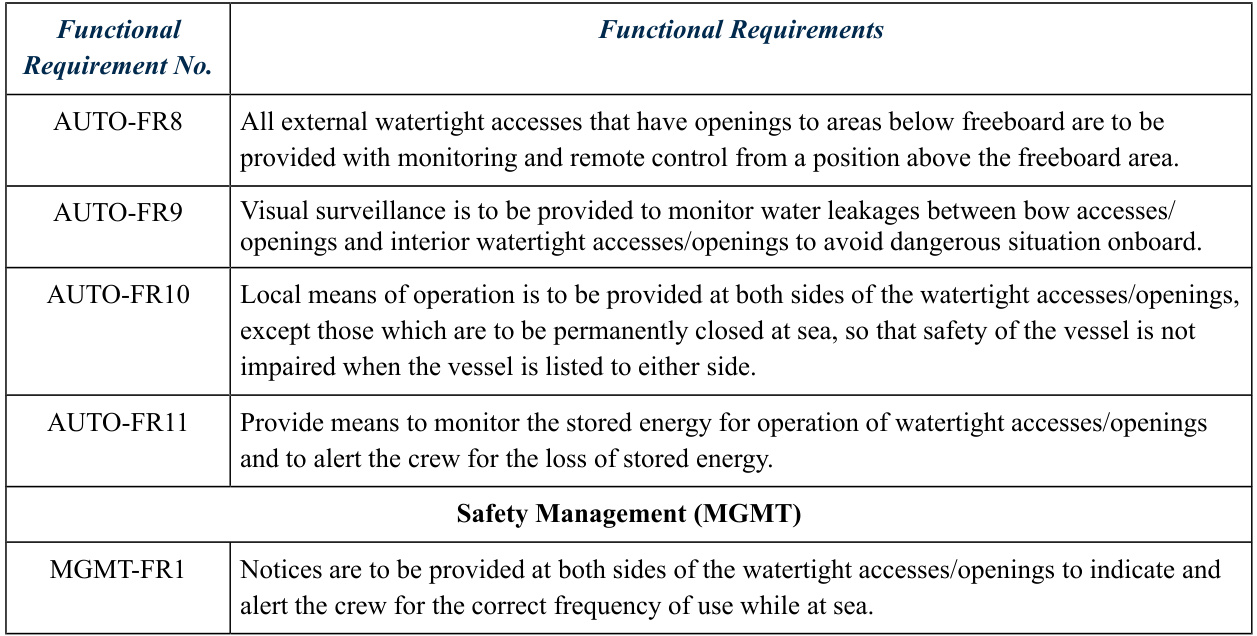 Functional Requirement No.
Functional Requirements
AUTO-FR8
All external watertight accesses that have openings to areas below freeboard are to be
provided with monitoring and remote control from a position above the freeboard area.
AUTO-FR9
Visual surveillance is to be provided to monitor water leakages between bow accesses/
openings and interior watertight accesses/openings to avoid dangerous situation onboard.
AUTO-FR10
Local means of operation is to be provided at both sides of the watertight accesses/openings,
except those which are to be permanently closed at sea, so that safety of the vessel is not
impaired when the vessel is listed to either side.
AUTO-FR11
Provide means to monitor the stored energy for operation of watertight accesses/openings
and to alert the crew for the loss of stored energy.
Safety Management (MGMT)
MGMT-FR1
Notices are to be provided at both sides of the watertight accesses/openings to indicate and
alert the crew for the correct frequency of use while at sea.